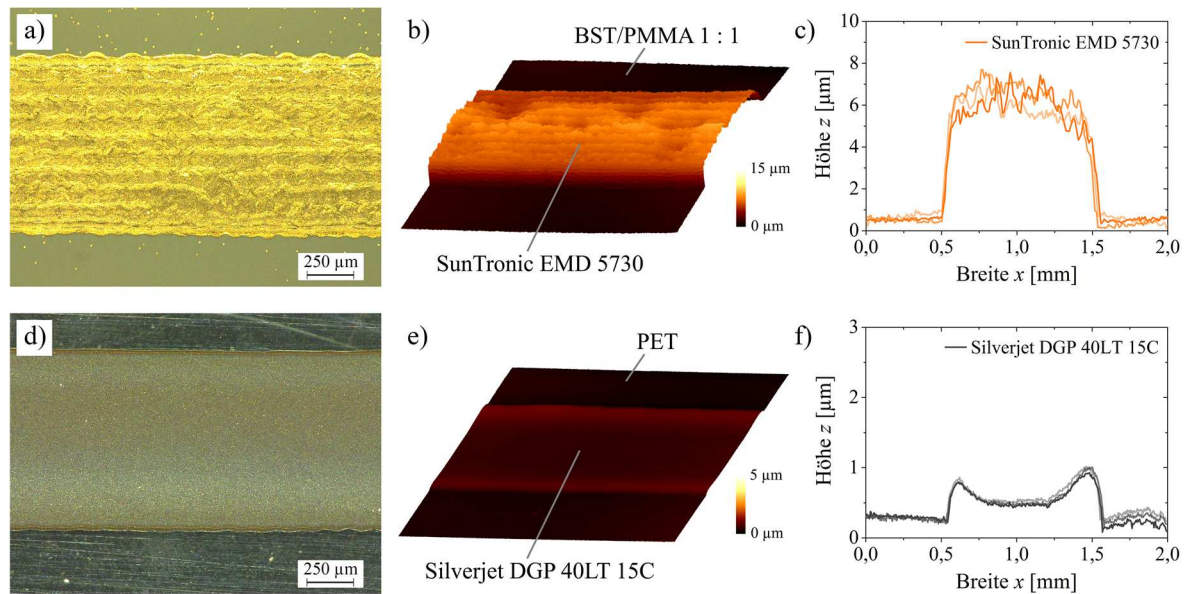 a)
250 µm
b)
BST/PMMA 1 : 1
15 µm
0 µm
SunTronic EMD 5730
c)
SunTronic EMD 5730
Höhe z [µm]
10
8
6
4
2
0
0,0 0,5 1,0 1,5 2,0
Breite x [mm]
d)
250 µm
e)
PET
5 µm
0 µm
Silverjet DGP 40LT 15C
f)
Silverjet DGP 40LT 15C
Höhe z [µm]
3
2
1
0
0,0 0,5 1,0 1,5 2,0
Breite x [mm]